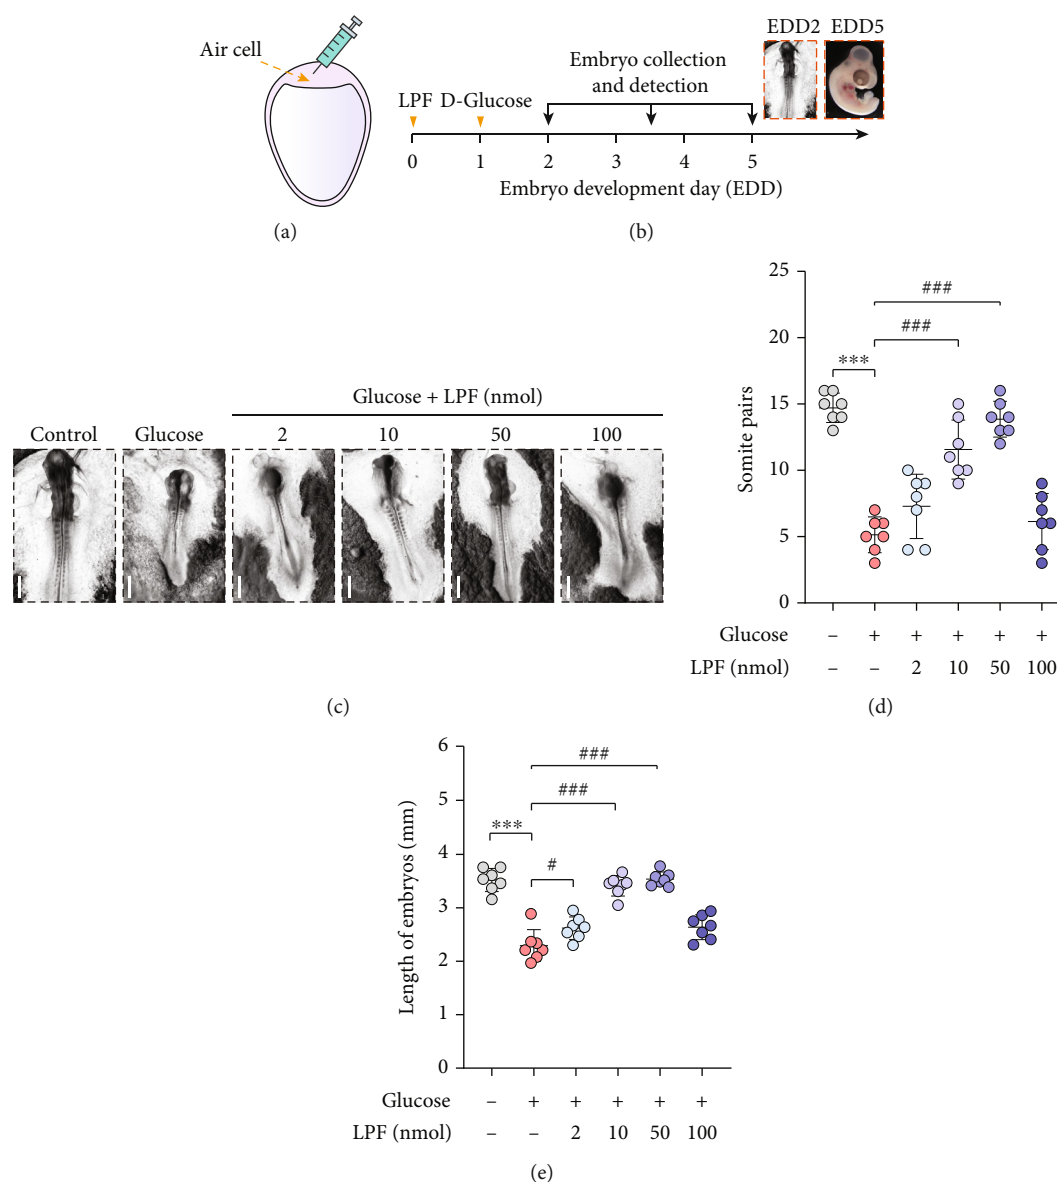 Air cell
(a)
EDD2 EDD5
Embryo collection
and detection
LPF D-Glucose
0 1 2 3 4 5
Embryo development day (EDD)
(b)
Glucose + LPF (nmol)
Control Glucose 2 10 50 100
(c)
25
20
15
10
5
0
Somite pairs
###
###
***
Glucose – + + + + +
LPF (nmol) – – 2 10 50 100
(d)
6
5
4
3
2
1
0
Length of embryos (mm)
###
###
***
#
Glucose – + + + + +
LPF (nmol) – – 2 10 50 100
(e)